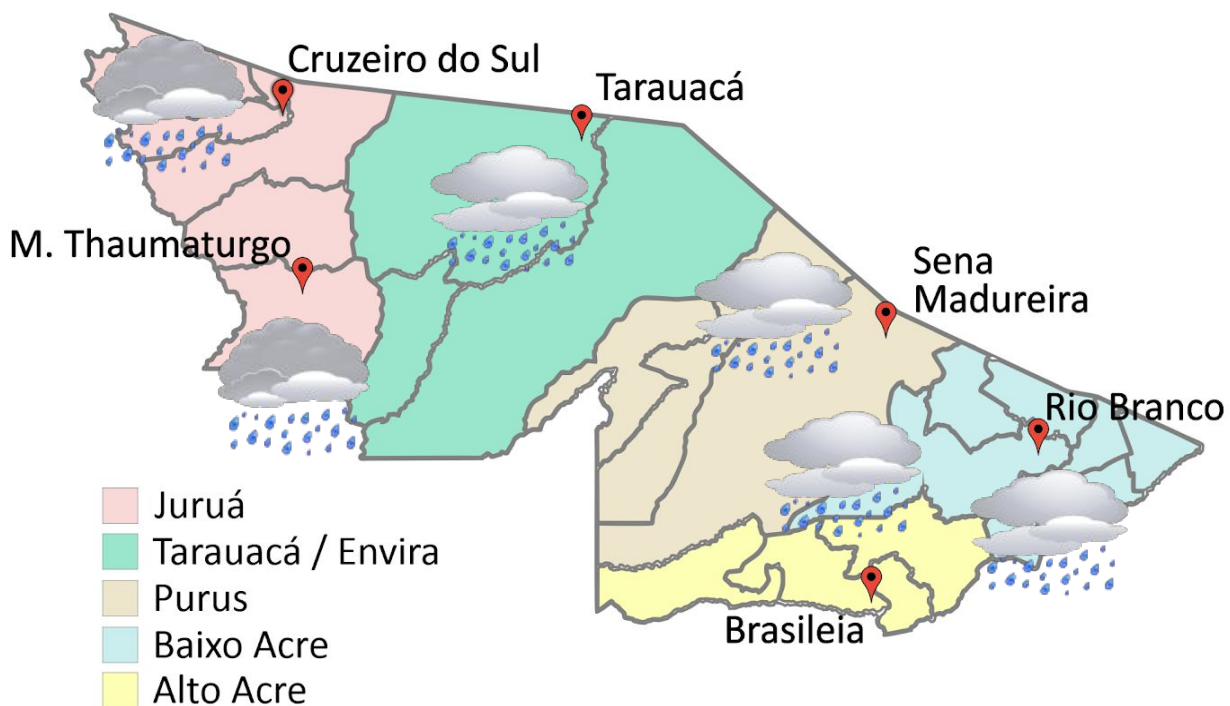 Cruzeiro do Sul
Tarauacá
M. Thaumaturgo
Sena
Madureira
Rio Branco
Brasileia
Juruá
Tarauacá / Envira
Purus
Baixo Acre
Alto Acre